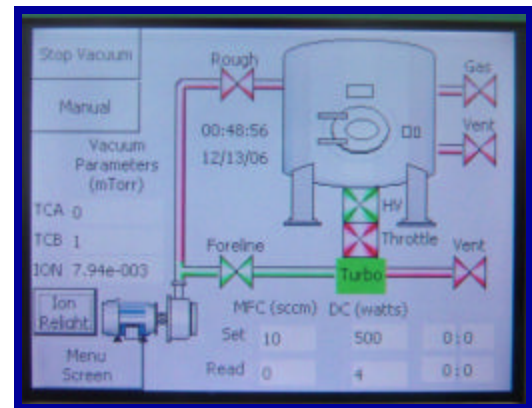 Stop Vacuum
Rough
Gas
Manual
00:48:56
12/13/06
Vent
Vacuum
Parameters
(mTorr)
TCA 0
HV
TCB 1
Foreline
Throttle
Vent
ION 7.94e-003
Turbo
Ion
Relight
MFC (sccm) DC (watts)
Set 10 500 0:0
Menu
Screen
Read 0 4 0:0